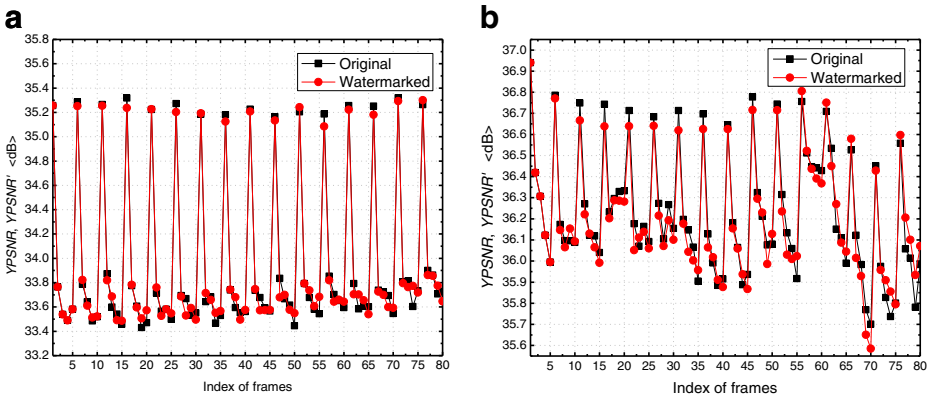 a
YPSNR, YPSNR' <dB>
35.8
35.6
35.4
35.2
35.0
34.8
34.6
34.4
34.2
34.0
33.8
33.6
33.4
33.2
Original
Watermarked
5 10 15 20 25 30 35 40 45 50 55 60 65 70 75 80
Index of frames
b
YPSNR, YPSNR' <dB>
37.0
36.9
36.8
36.7
36.6
36.5
36.4
36.3
36.2
36.1
36.0
35.9
35.8
35.7
35.6
Original
Watermarked
5 10 15 20 25 30 35 40 45 50 55 60 65 70 75 80
Index of frames